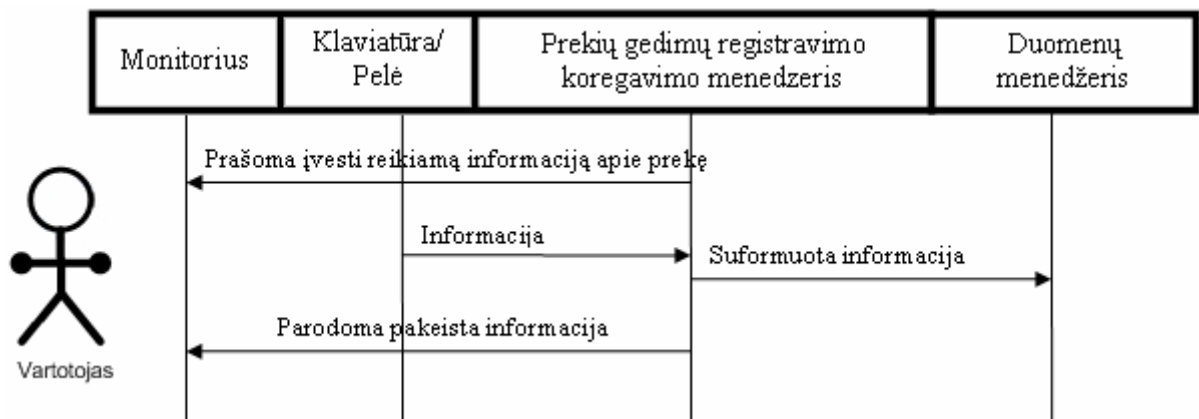 Monitorius
Klaviatūra/
Pelė
Prekių gedimų registravimo
koregavimo menedzeris
Duomenų
menedžeris
Prašoma įvesti reikiamą informaciją apie prekę
Informacija
Suformuota informacija
Parodoma pakeista informacija
Vartotojas